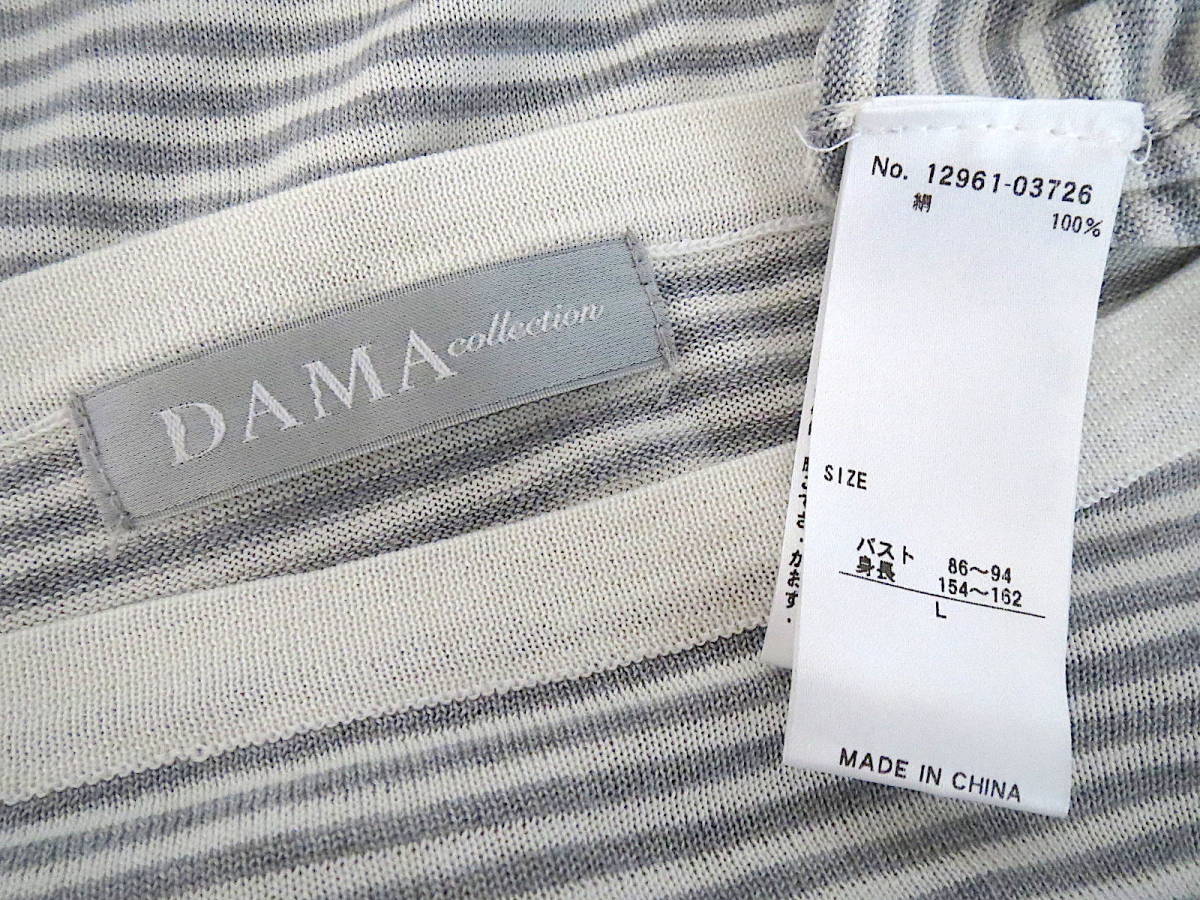 DAMA collection
No. 12961-03726
絹 100%
SIZE
バスト 86～94
身長 154～162
L
MADE IN CHINA